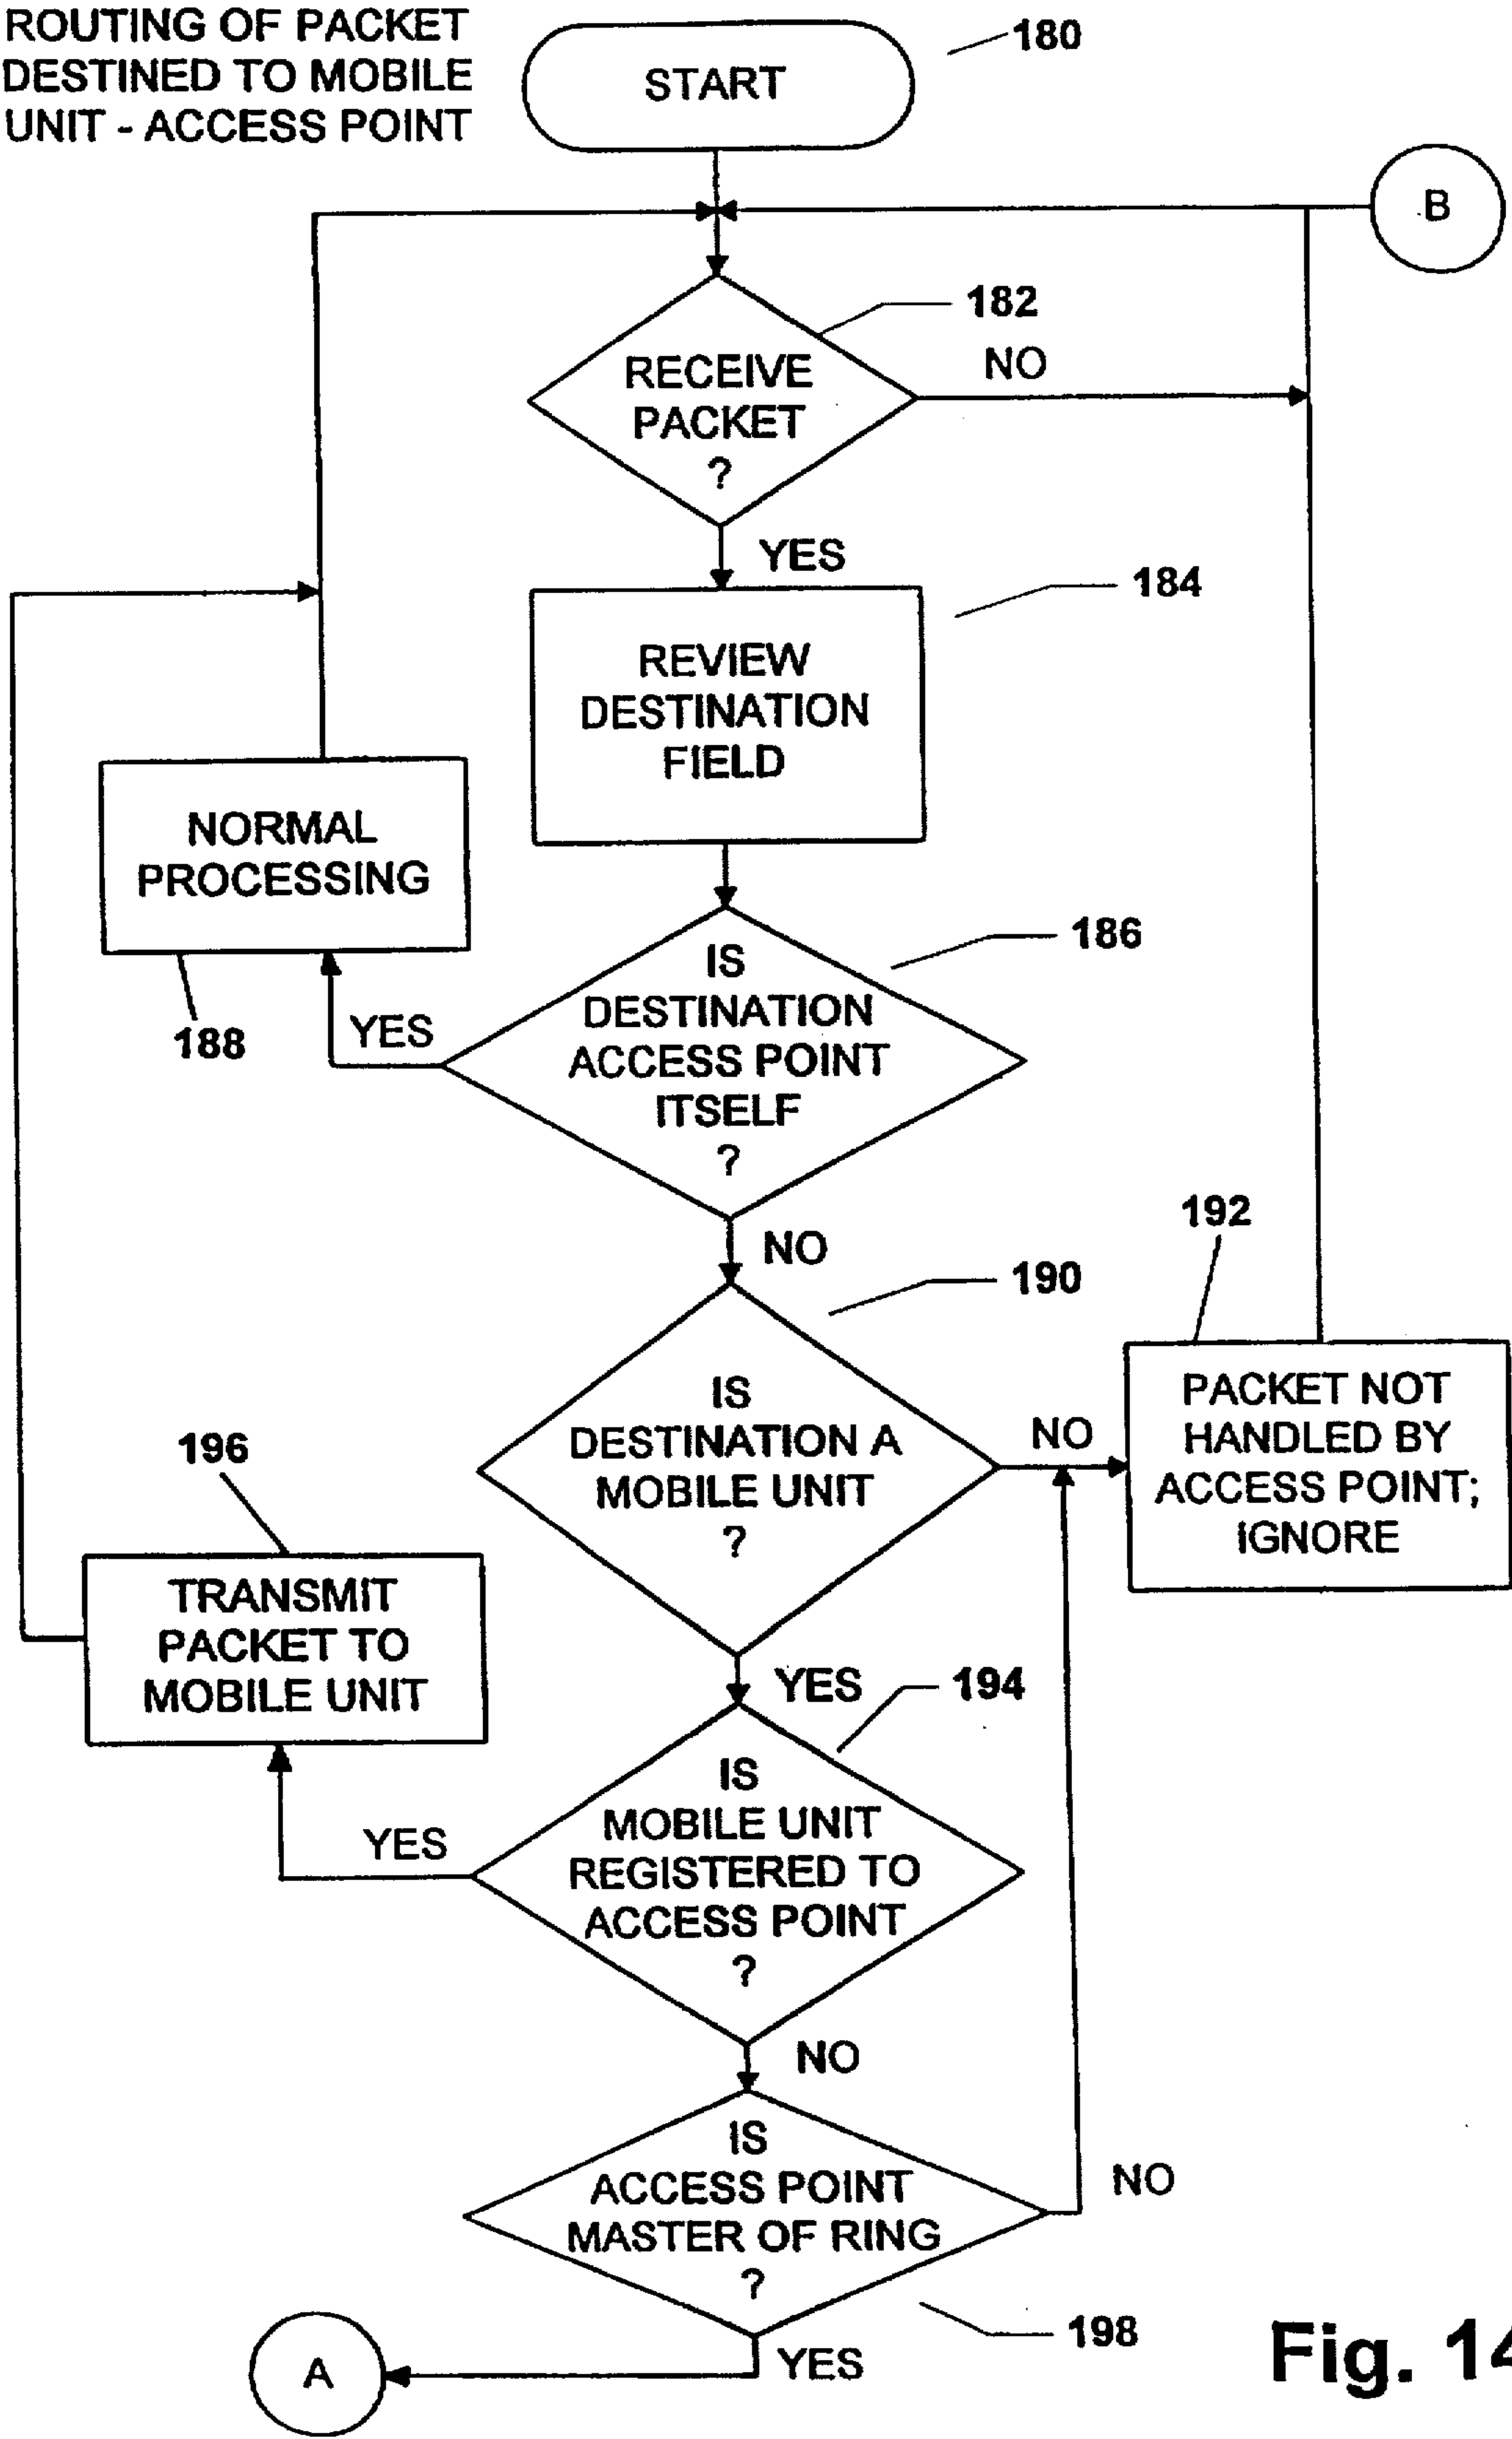 ROUTING OF PACKET
DESTINED TO MOBILE
UNIT - ACCESS POINT
START
180
B
182
RECEIVE
PACKET
?
NO
YES
184
REVIEW
DESTINATION
FIELD
NORMAL
PROCESSING
188
186
IS
DESTINATION
ACCESS POINT
ITSELF
?
YES
NO
190
192
IS
DESTINATION A
MOBILE UNIT
?
NO
PACKET NOT
HANDLED BY
ACCESS POINT;
IGNORE
196
TRANSMIT
PACKET TO
MOBILE UNIT
YES
194
IS
MOBILE UNIT
REGISTERED TO
ACCESS POINT
?
YES
NO
IS
ACCESS POINT
MASTER OF RING
?
NO
198
YES
A
Fig. 14